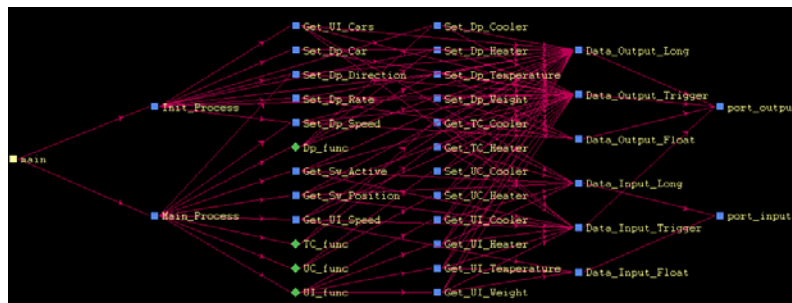 main
Init_Process
Main_Process
Get_UI_Cars
Set_Dp_Car
Set_Dp_Direction
Set_Dp_Rate
Set_Dp_Speed
Dp_func
Get_Sw_Active
Get_Sw_Position
Get_UI_Speed
TC_func
UC_func
UI_func
Set_Dp_Cooler
Set_Dp_Heater
Set_Dp_Temperature
Set_Dp_Weight
Get_TC_Cooler
Get_TC_Heater
Set_UC_Cooler
Set_UC_Heater
Get_UI_Cooler
Get_UI_Heater
Get_UI_Temperature
Get_UI_Weight
Data_Output_Long
Data_Output_Trigger
Data_Output_Float
Data_Input_Long
Data_Input_Trigger
Data_Input_Float
port_outpu
port_input